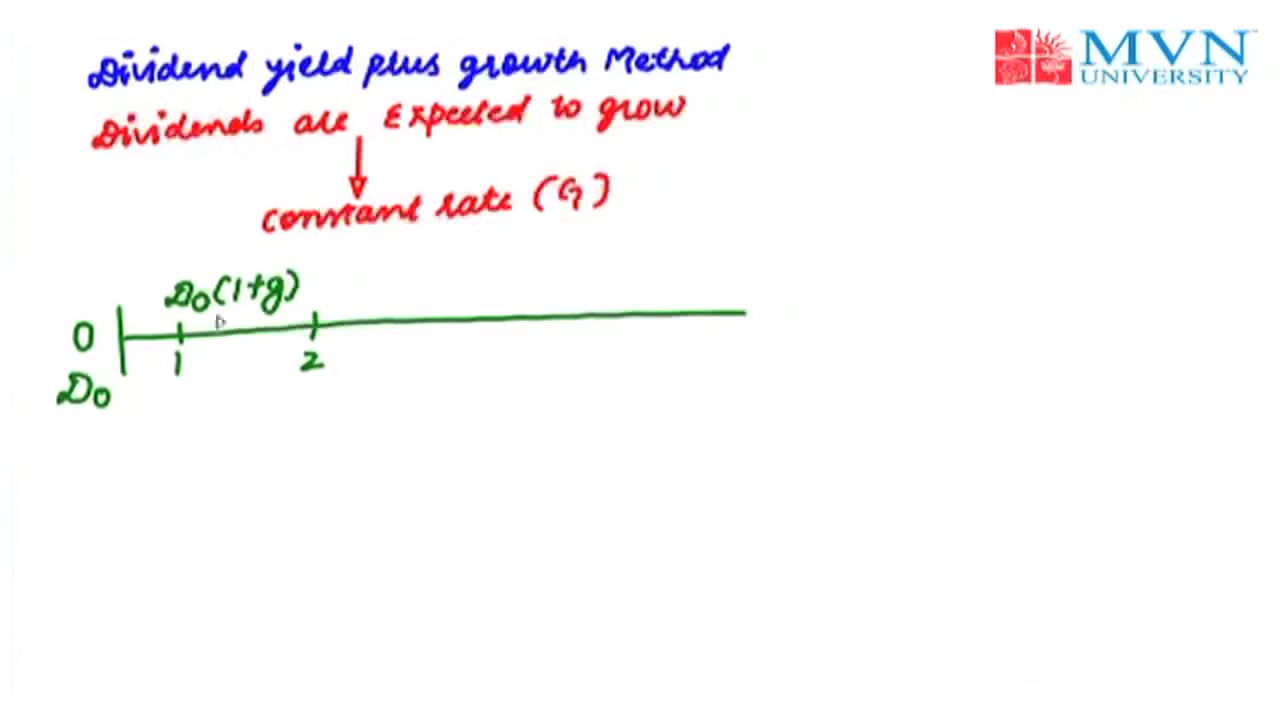 MVN
UNIVERSITY
Dividend yield plus growth Method
Dividends are Expected to grow
constant rate (G)
D₀(1+g)
0
1 2
D₀